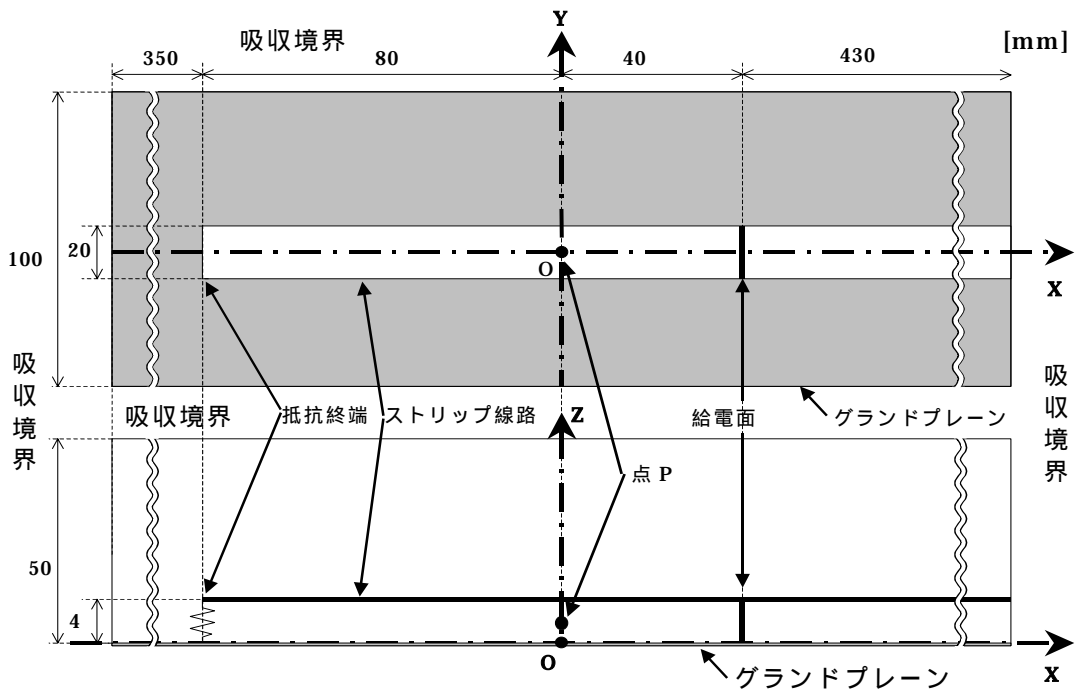 Y
吸収境界
[mm]
350
80
40
430
20
100
O
X
吸収境界
吸収境界
吸収境界
抵抗終端
ストリップ線路
Z
給電面
グランドプレーン
点 P
50
4
O
グランドプレーン
X